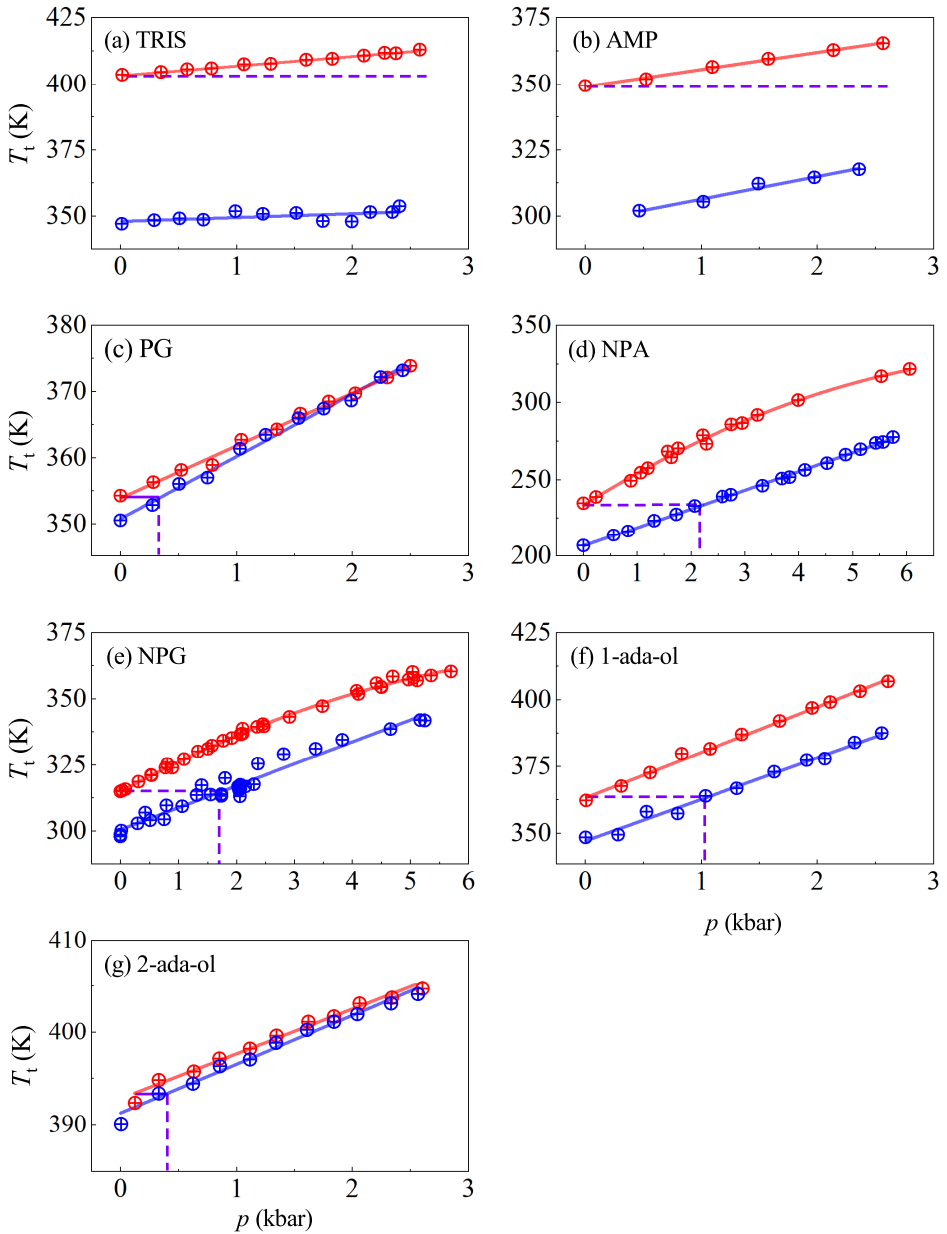 (a) TRIS
T_t (K)
425
400
375
350
0 1 2 3
(b) AMP
375
350
325
300
0 1 2 3
(c) PG
T_t (K)
380
370
360
350
0 1 2 3
(d) NPA
350
300
250
200
0 1 2 3 4 5 6
(e) NPG
T_t (K)
375
350
325
300
0 1 2 3 4 5 6
(f) 1-ada-ol
425
400
375
350
0 1 2 3
p (kbar)
(g) 2-ada-ol
T_t (K)
410
400
390
0 1 2 3
p (kbar)